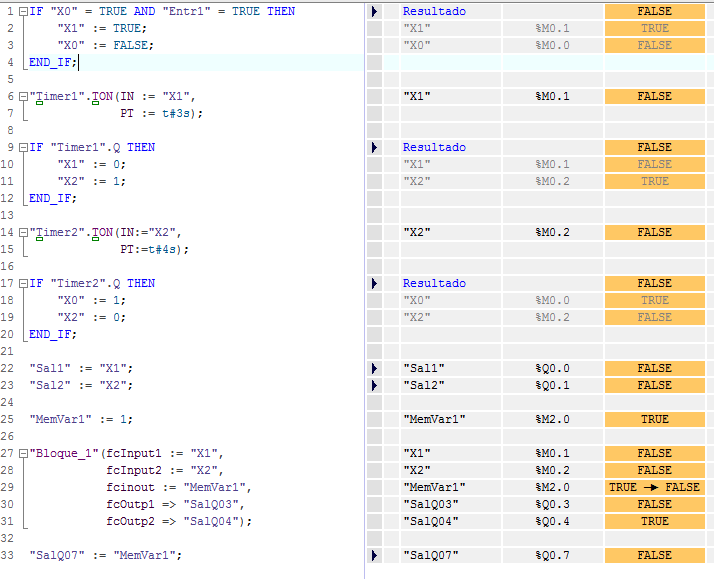 1 IF "X0" = TRUE AND "Entr1" = TRUE THEN Resultado FALSE
2 "X1" := TRUE; "X1" %M0.1 TRUE
3 "X0" := FALSE; "X0" %M0.0 FALSE
4 END_IF;
5
6 "Timer1".TON(IN := "X1", "X1" %M0.1 FALSE
7 PT := t#3s);
8
9 IF "Timer1".Q THEN Resultado FALSE
10 "X1" := 0; "X1" %M0.1 FALSE
11 "X2" := 1; "X2" %M0.2 TRUE
12 END_IF;
13
14 "Timer2".TON(IN:="X2", "X2" %M0.2 FALSE
15 PT:=t#4s);
16
17 IF "Timer2".Q THEN Resultado FALSE
18 "X0" := 1; "X0" %M0.0 TRUE
19 "X2" := 0; "X2" %M0.2 FALSE
20 END_IF;
21
22 "Sal1" := "X1"; "Sal1" %Q0.0 FALSE
23 "Sal2" := "X2"; "Sal2" %Q0.1 FALSE
24
25 "MemVar1" := 1; "MemVar1" %M2.0 TRUE
26
27 "Bloque_1"(fcInput1 := "X1", "X1" %M0.1 FALSE
28 fcInput2 := "X2", "X2" %M0.2 FALSE
29 fcinout := "MemVar1", "MemVar1" %M2.0 TRUE → FALSE
30 fcOutp1 => "SalQ03", "SalQ03" %Q0.3 FALSE
31 fcOutp2 => "SalQ04"); "SalQ04" %Q0.4 TRUE
32
33 "SalQ07" := "MemVar1"; "SalQ07" %Q0.7 FALSE